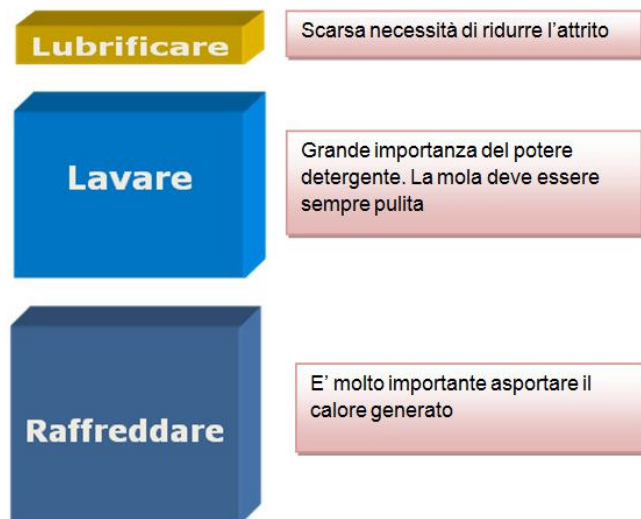 Lubrificare
Scarsa necessità di ridurre l'attrito
Lavare
Grande importanza del potere
detergente. La mola deve essere
sempre pulita
Raffreddare
E' molto importante asportare il
calore generato